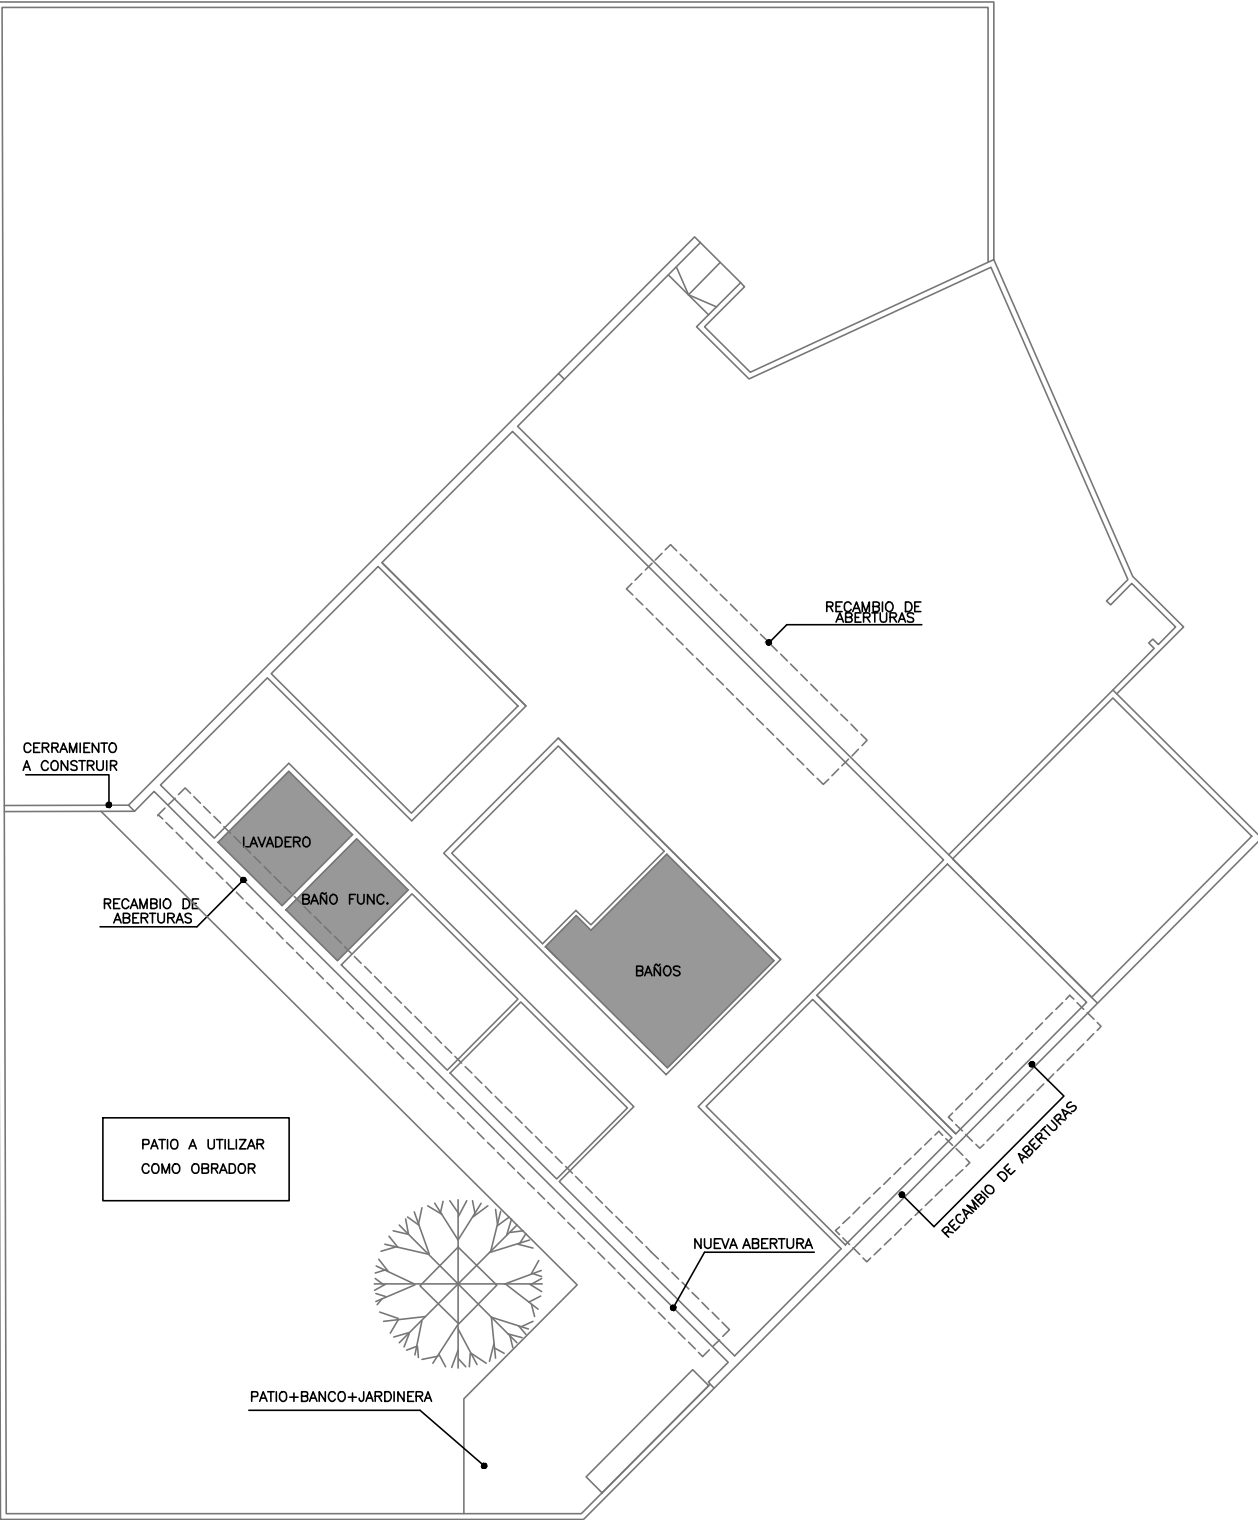 RECAMBIO DE
ABERTURAS
CERRAMIENTO
A CONSTRUIR
LAVADERO
BAÑO FUNC.
RECAMBIO DE
ABERTURAS
BAÑOS
RECAMBIO DE ABERTURAS
PATIO A UTILIZAR
COMO OBRADOR
NUEVA ABERTURA
PATIO+BANCO+JARDINERA